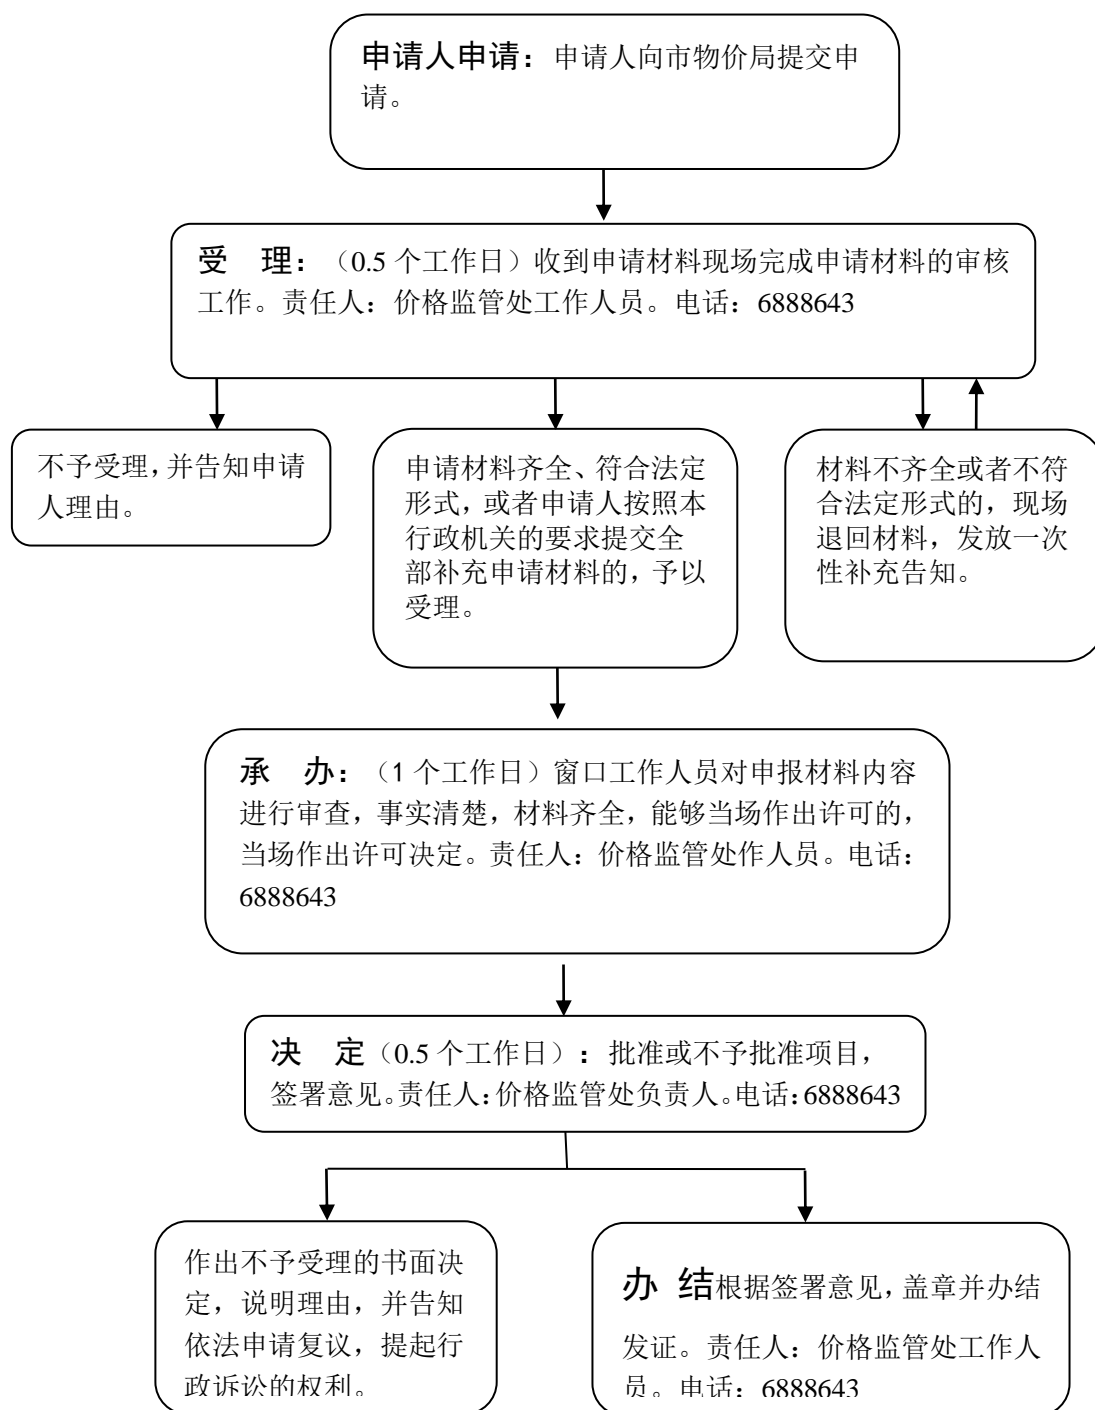 申请人申请：申请人向市物价局提交申
请。
受　理：（0.5 个工作日）收到申请材料现场完成申请材料的审核
工作。责任人：价格监管处工作人员。电话：6888643
不予受理，并告知申请
人理由。
申请材料齐全、符合法定
形式，或者申请人按照本
行政机关的要求提交全
部补充申请材料的，予以
受理。
材料不齐全或者不符
合法定形式的，现场
退回材料，发放一次
性补充告知。
承　办：（1 个工作日）窗口工作人员对申报材料内容
进行审查，事实清楚，材料齐全，能够当场作出许可的，
当场作出许可决定。责任人：价格监管处作人员。电话：
6888643
决　定（0.5 个工作日）：批准或不予批准项目，
签署意见。责任人：价格监管处负责人。电话：6888643
作出不予受理的书面决
定，说明理由，并告知
依法申请复议，提起行
政诉讼的权利。
办 结根据签署意见，盖章并办结
发证。责任人：价格监管处工作人
员。电话：6888643